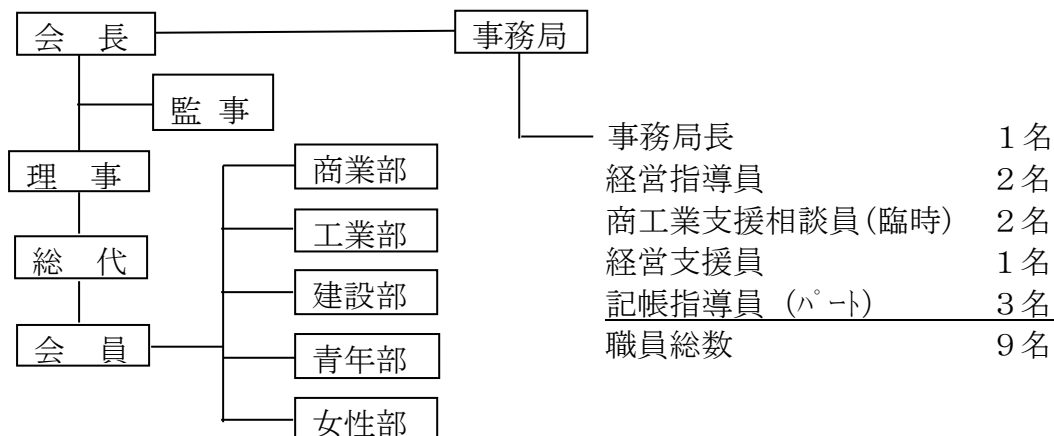 会　長
事務局
監 事
理　事
総　代
会　員
商業部
工業部
建設部
青年部
女性部
事務局長　１名
経営指導員　２名
商工業支援相談員(臨時)　２名
経営支援員　１名
記帳指導員 (ﾊﾟｰﾄ)　３名
職員総数　９名